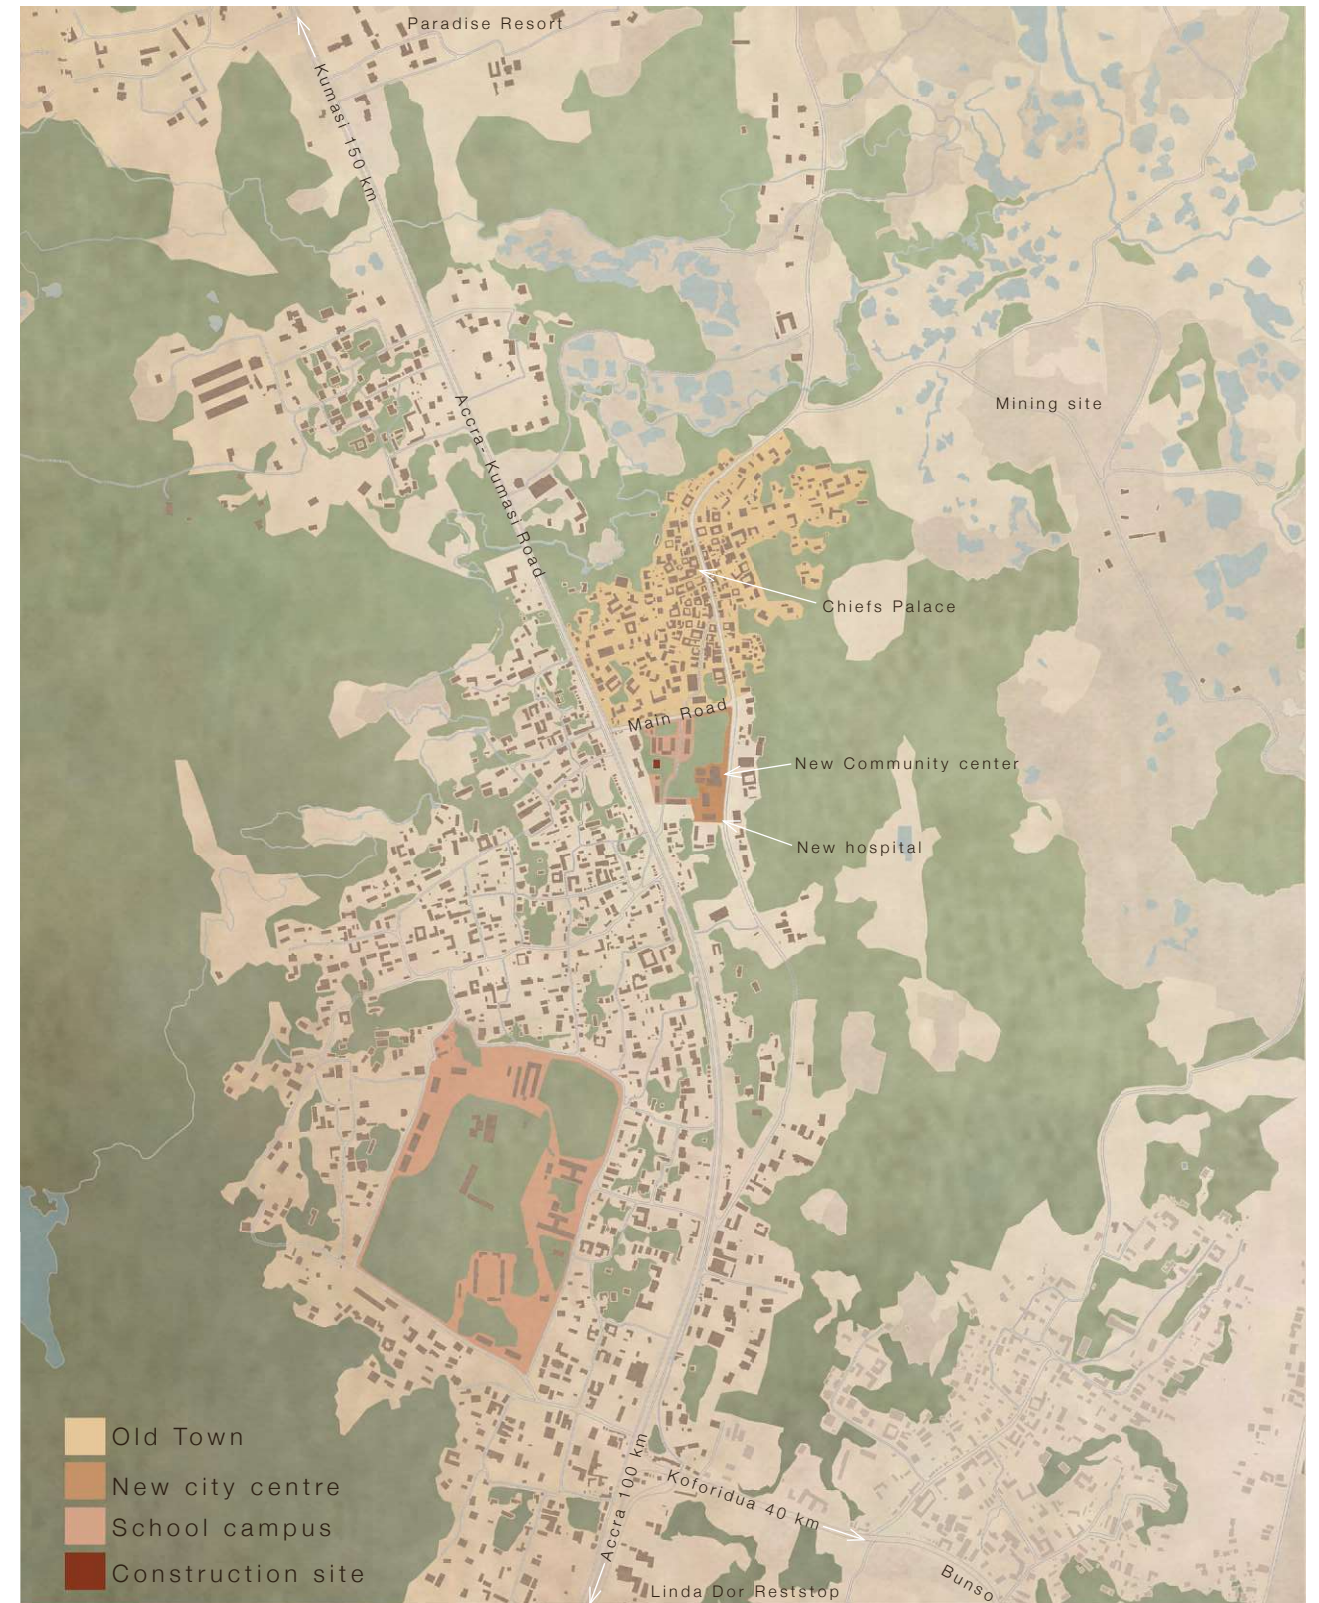 Paradise Resort
Kumasi 150 km
Mining site
Accra- Kumasi Road
Chiefs Palace
Main Road
New Community center
New hospital
Old Town
New city centre
School campus
Construction site
Accra 100 km
Koforidua 40 km
Bunso
Linda Dor Reststop